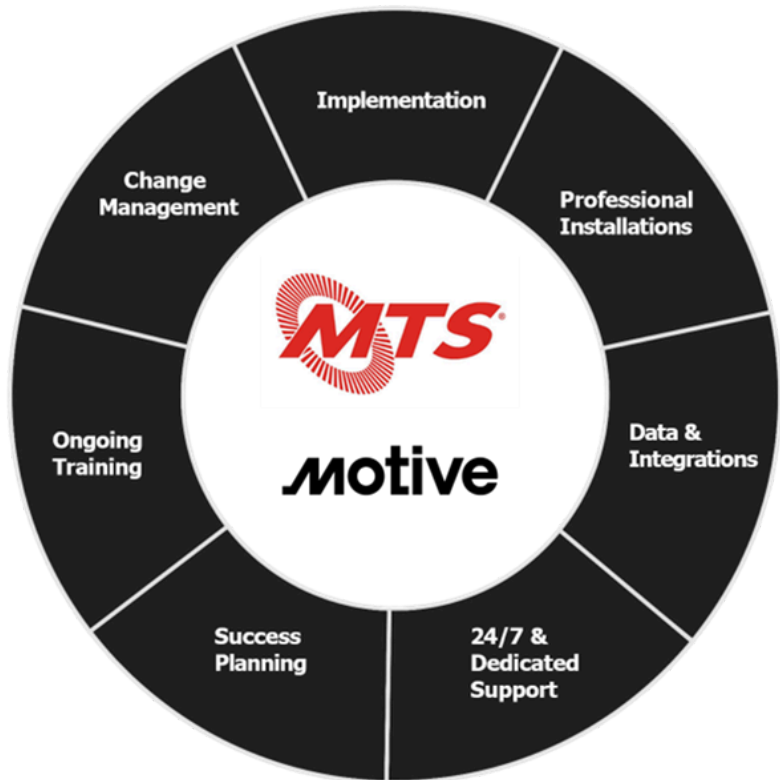 Implementation
Professional
Installations
Data &
Integrations
24/7 &
Dedicated
Support
Success
Planning
Ongoing
Training
Change
Management
MTS®
motive